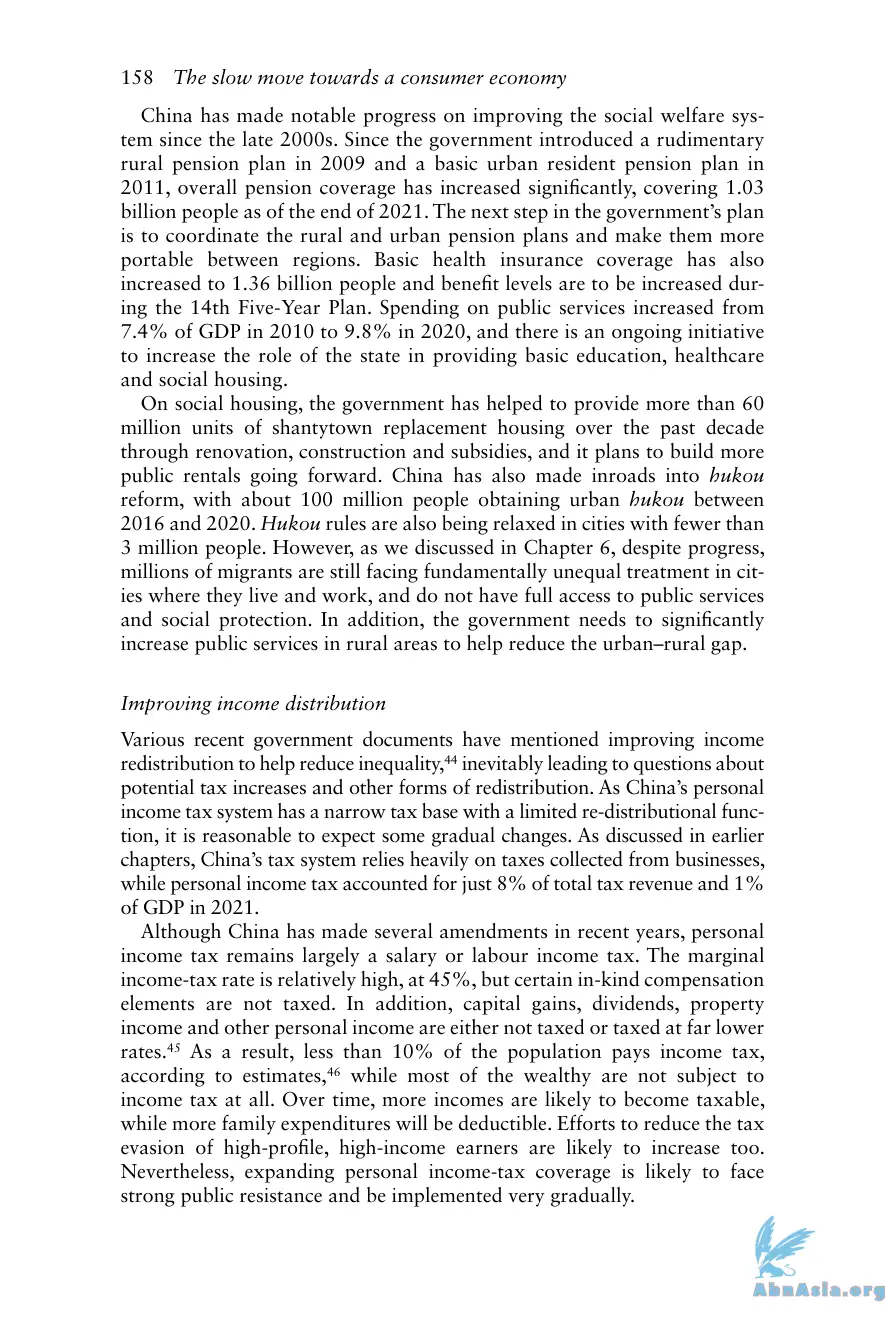 158 The slow move towards a consumer economy
China has made notable progress on improving the social welfare sys-
tem since the late 2000s. Since the government introduced a rudimentary
rural pension plan in 2009 and a basic urban resident pension plan in
2011, overall pension coverage has increased significantly, covering 1.03
billion people as of the end of 2021. The next step in the government’s plan
is to coordinate the rural and urban pension plans and make them more
portable between regions. Basic health insurance coverage has also
increased to 1.36 billion people and benefit levels are to be increased dur-
ing the 14th Five-Year Plan. Spending on public services increased from
7.4% of GDP in 2010 to 9.8% in 2020, and there is an ongoing initiative
to increase the role of the state in providing basic education, healthcare
and social housing.
On social housing, the government has helped to provide more than 60
million units of shantytown replacement housing over the past decade
through renovation, construction and subsidies, and it plans to build more
public rentals going forward. China has also made inroads into hukou
reform, with about 100 million people obtaining urban hukou between
2016 and 2020. Hukou rules are also being relaxed in cities with fewer than
3 million people. However, as we discussed in Chapter 6, despite progress,
millions of migrants are still facing fundamentally unequal treatment in cit-
ies where they live and work, and do not have full access to public services
and social protection. In addition, the government needs to significantly
increase public services in rural areas to help reduce the urban–rural gap.
Improving income distribution
Various recent government documents have mentioned improving income
redistribution to help reduce inequality,⁴⁴ inevitably leading to questions about
potential tax increases and other forms of redistribution. As China’s personal
income tax system has a narrow tax base with a limited re-distributional func-
tion, it is reasonable to expect some gradual changes. As discussed in earlier
chapters, China’s tax system relies heavily on taxes collected from businesses,
while personal income tax accounted for just 8% of total tax revenue and 1%
of GDP in 2021.
Although China has made several amendments in recent years, personal
income tax remains largely a salary or labour income tax. The marginal
income-tax rate is relatively high, at 45%, but certain in-kind compensation
elements are not taxed. In addition, capital gains, dividends, property
income and other personal income are either not taxed or taxed at far lower
rates.⁴⁵ As a result, less than 10% of the population pays income tax,
according to estimates,⁴⁶ while most of the wealthy are not subject to
income tax at all. Over time, more incomes are likely to become taxable,
while more family expenditures will be deductible. Efforts to reduce the tax
evasion of high-profile, high-income earners are likely to increase too.
Nevertheless, expanding personal income-tax coverage is likely to face
strong public resistance and be implemented very gradually.
AbnAsia.org